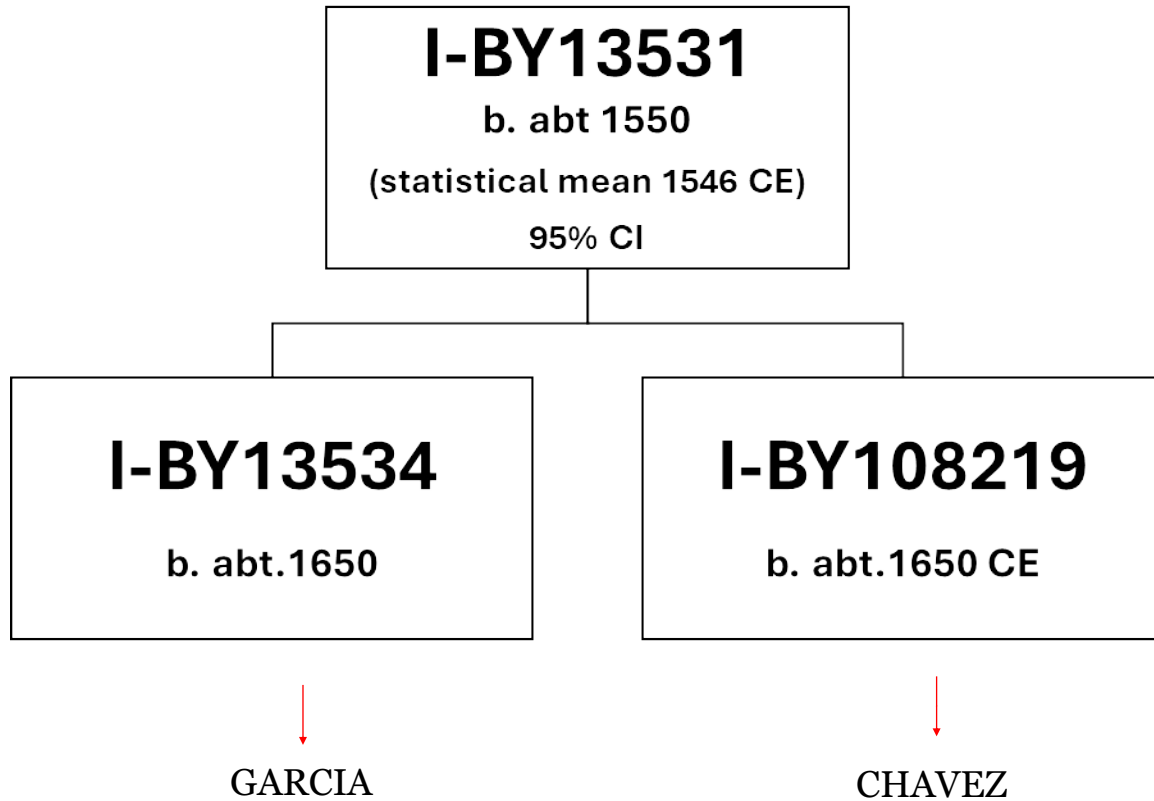 I-BY13531
b. abt 1550
(statistical mean 1546 CE)
95% CI
I-BY13534
b. abt.1650
I-BY108219
b. abt.1650 CE
GARCIA
CHAVEZ